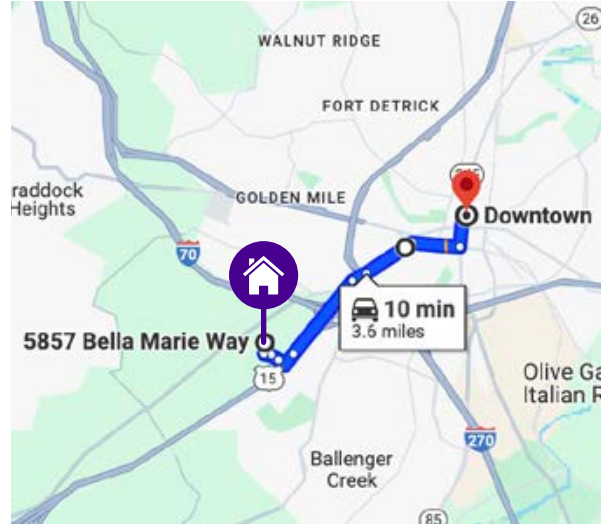 26
WALNUT RIDGE
FORT DETRICK
raddock
Heights
GOLDEN MILE
Downtown
70
10 min
3.6 miles
5857 Bella Marie Way
15
Olive Ga
Italian R
270
Ballenger
Creek
85